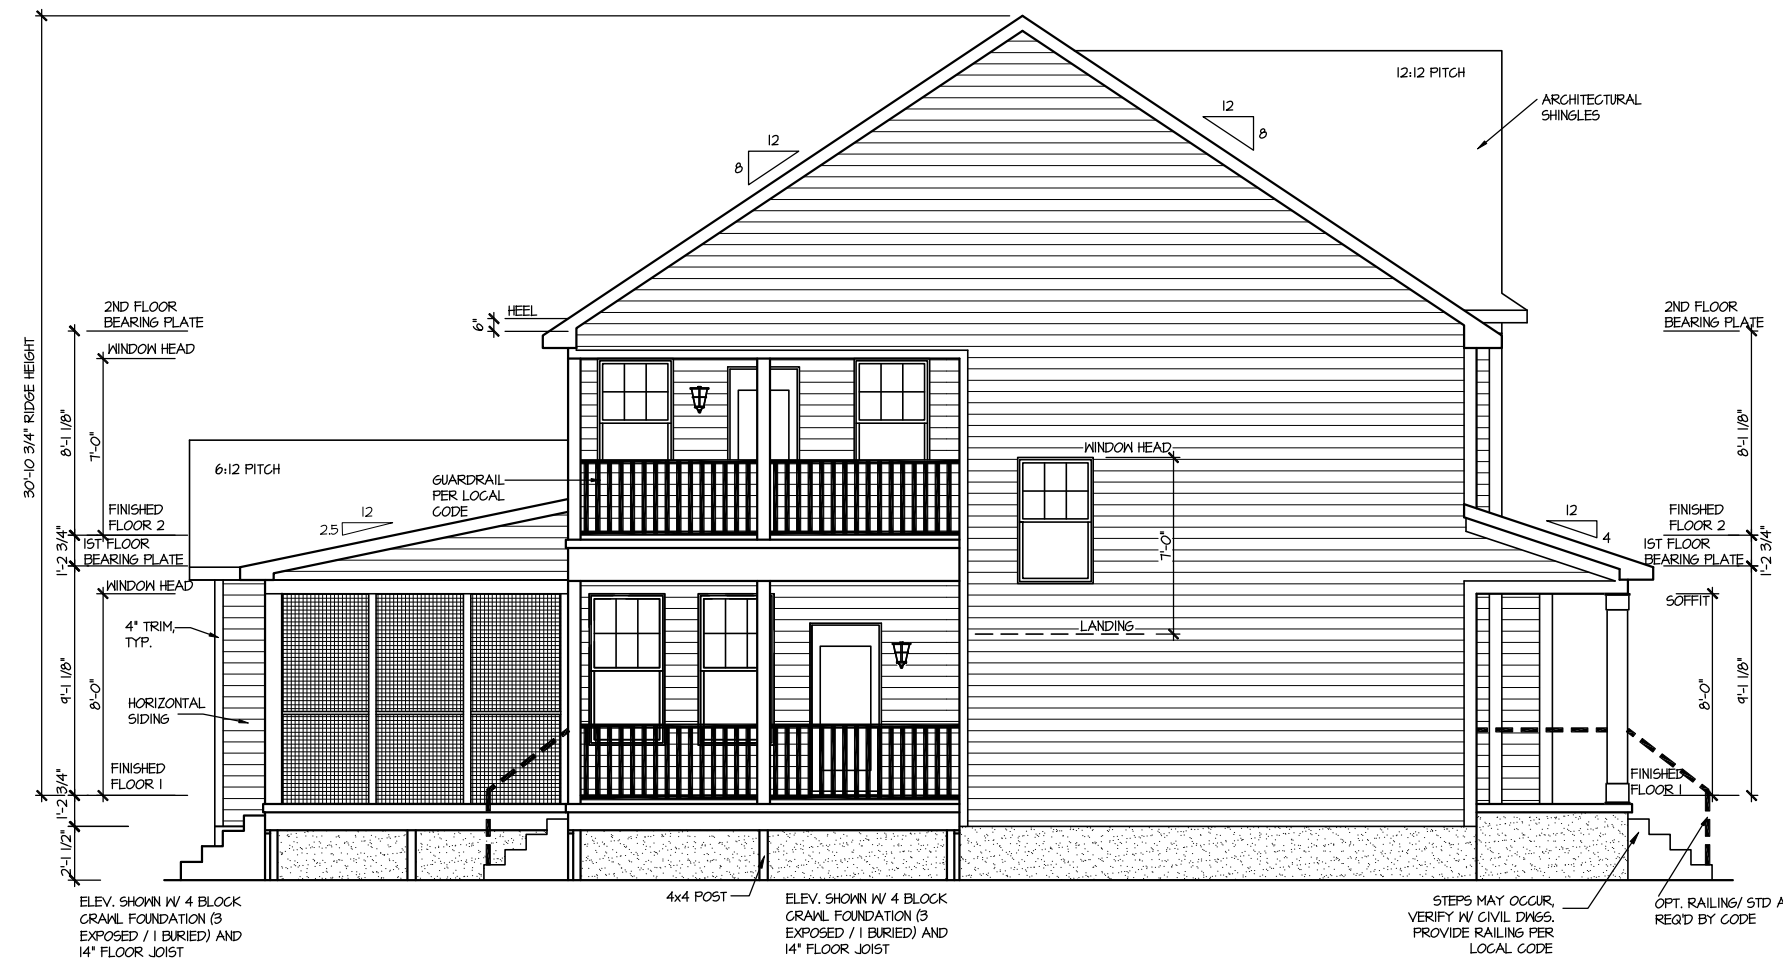 12:12 PITCH
ARCHITECTURAL
SHINGLES
12
8
12
8
2ND FLOOR
BEARING PLATE
WINDOW HEAD
HEEL
6"
2ND FLOOR
BEARING PLATE
30'-10 3/4" RIDGE HEIGHT
8'-1 1/8"
7'-0"
8'-1 1/8"
6:12 PITCH
GUARDRAIL
PER LOCAL
CODE
WINDOW HEAD
7'-0"
LANDING
12
2.5
12
4
FINISHED
FLOOR 2
1ST FLOOR
BEARING PLATE
1'-2 3/4"
WINDOW HEAD
FINISHED
FLOOR 2
1ST FLOOR
BEARING PLATE
1'-2 3/4"
SOFFIT
4" TRIM,
TYP.
9'-1 1/8"
8'-0"
HORIZONTAL
SIDING
8'-0"
9'-1 1/8"
FINISHED
FLOOR 1
FINISHED
FLOOR 1
1'-2 3/4"
2'-1 1/2"
ELEV. SHOWN W/ 4 BLOCK
CRAWL FOUNDATION (3
EXPOSED / 1 BURIED) AND
14" FLOOR JOIST
4x4 POST
ELEV. SHOWN W/ 4 BLOCK
CRAWL FOUNDATION (3
EXPOSED / 1 BURIED) AND
14" FLOOR JOIST
STEPS MAY OCCUR,
VERIFY W/ CIVIL DWGS.
PROVIDE RAILING PER
LOCAL CODE
OPT. RAILING/ STD A
REQ'D BY CODE